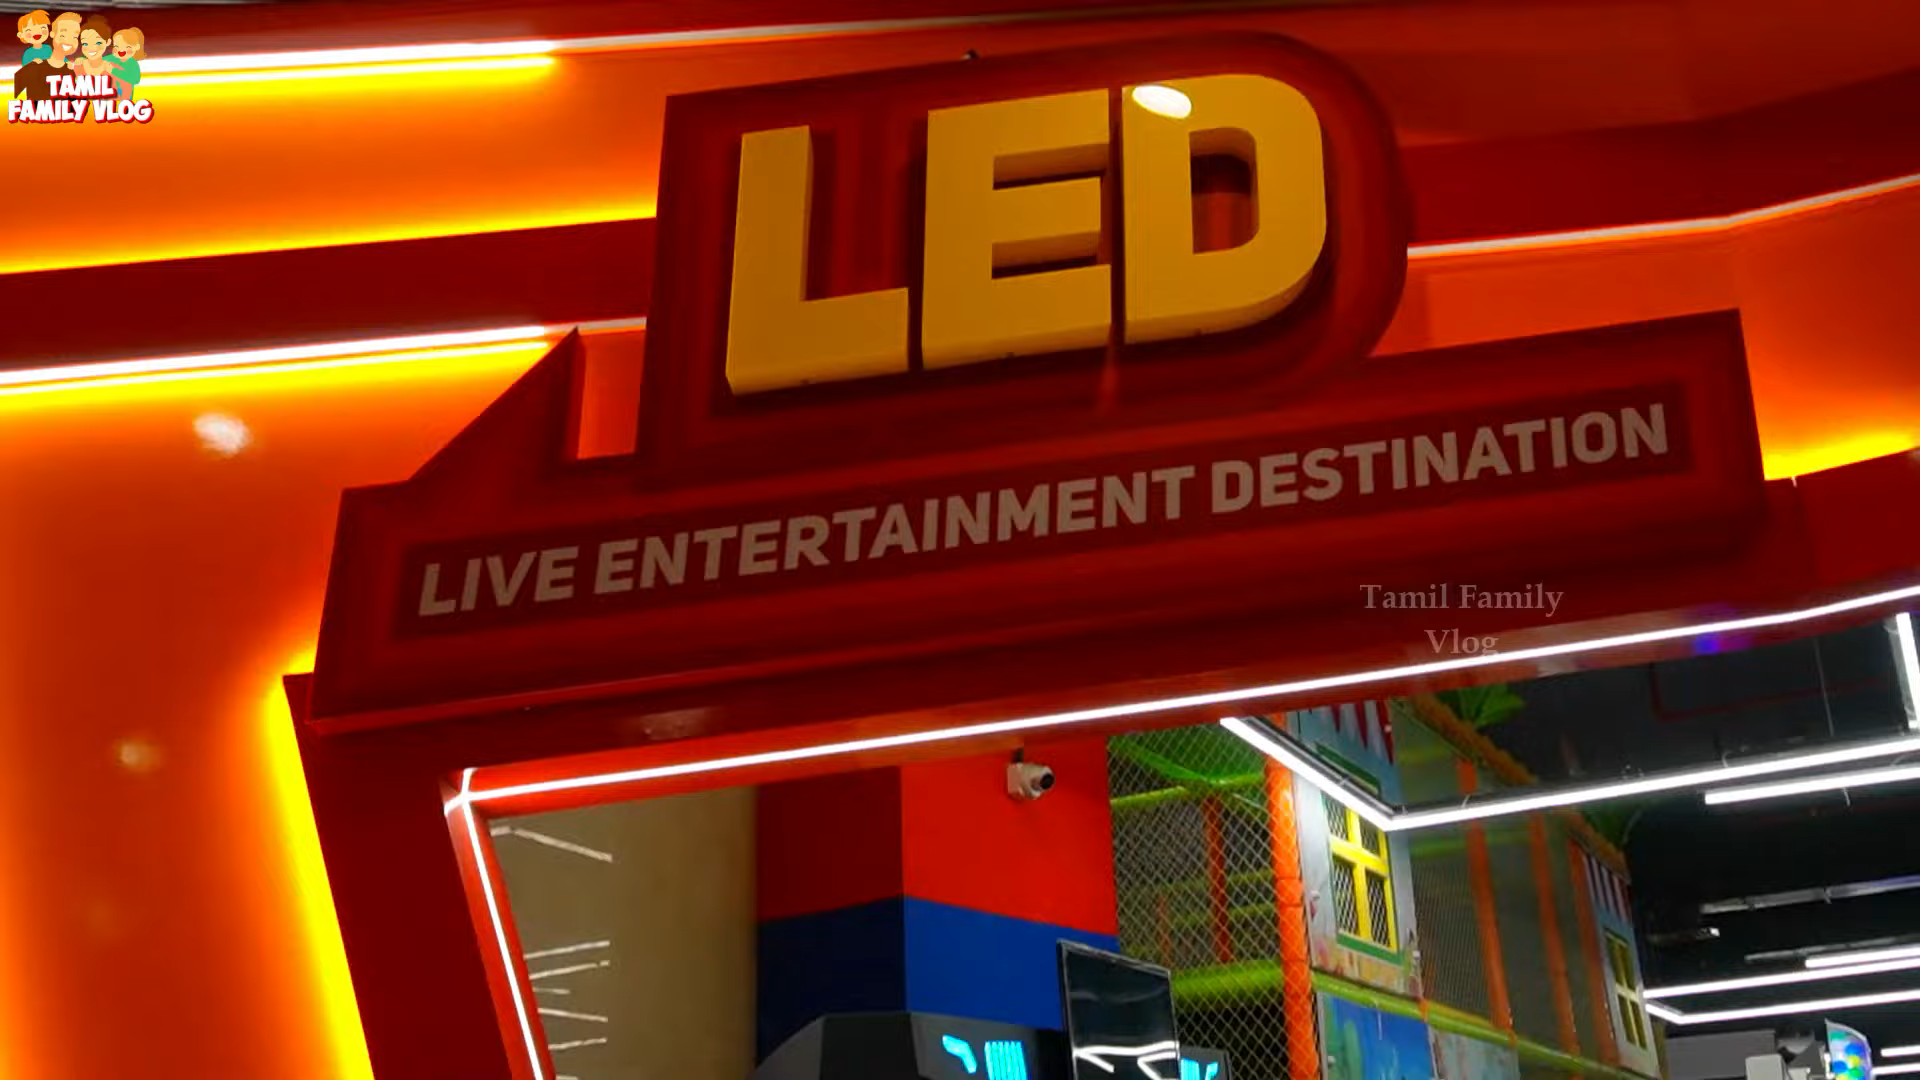 TAMIL
FAMILY VLOG
LED
LIVE ENTERTAINMENT DESTINATION
Tamil Family
Vlog